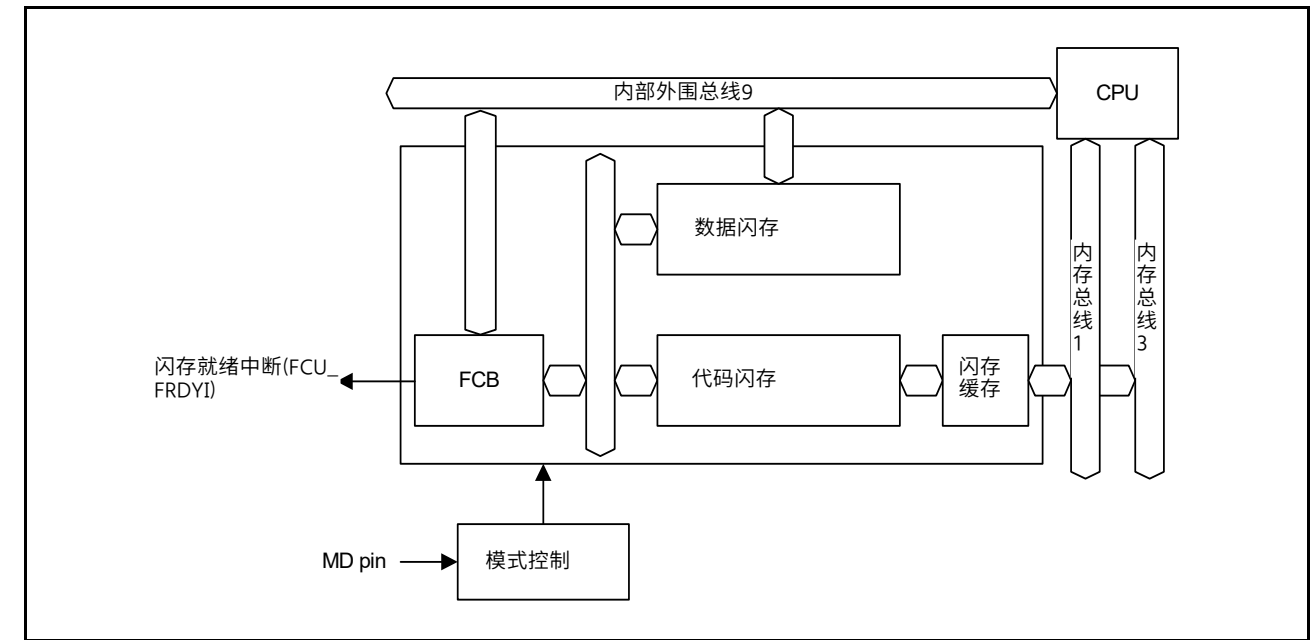 内部外围总线9
CPU
数据闪存
内存总线1
内存总线3
闪存就绪中断(FCU_
FRDYI)
FCB
代码闪存
闪存
缓存
MD pin
模式控制